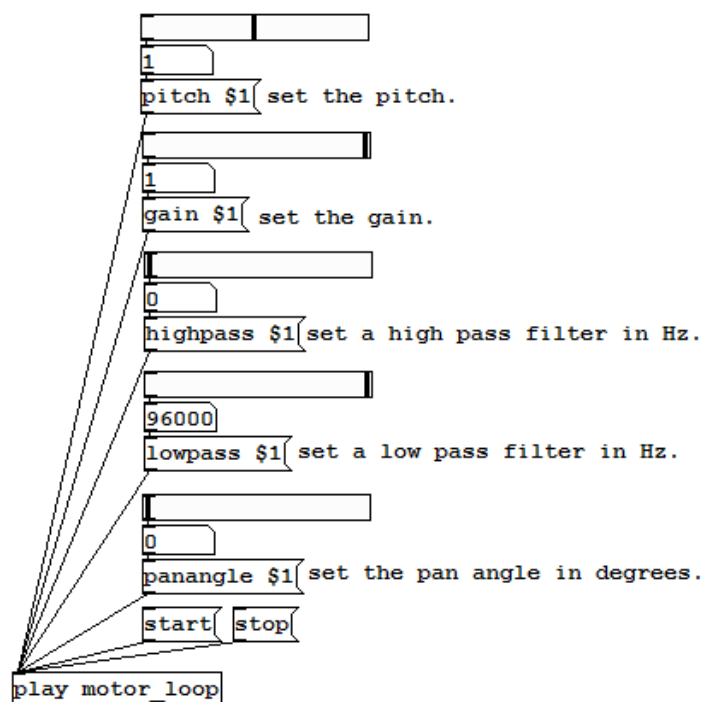 1
pitch $1 set the pitch.
1
gain $1 set the gain.
0
highpass $1 set a high pass filter in Hz.
96000
lowpass $1 set a low pass filter in Hz.
0
panangle $1 set the pan angle in degrees.
start stop
play motor_loop